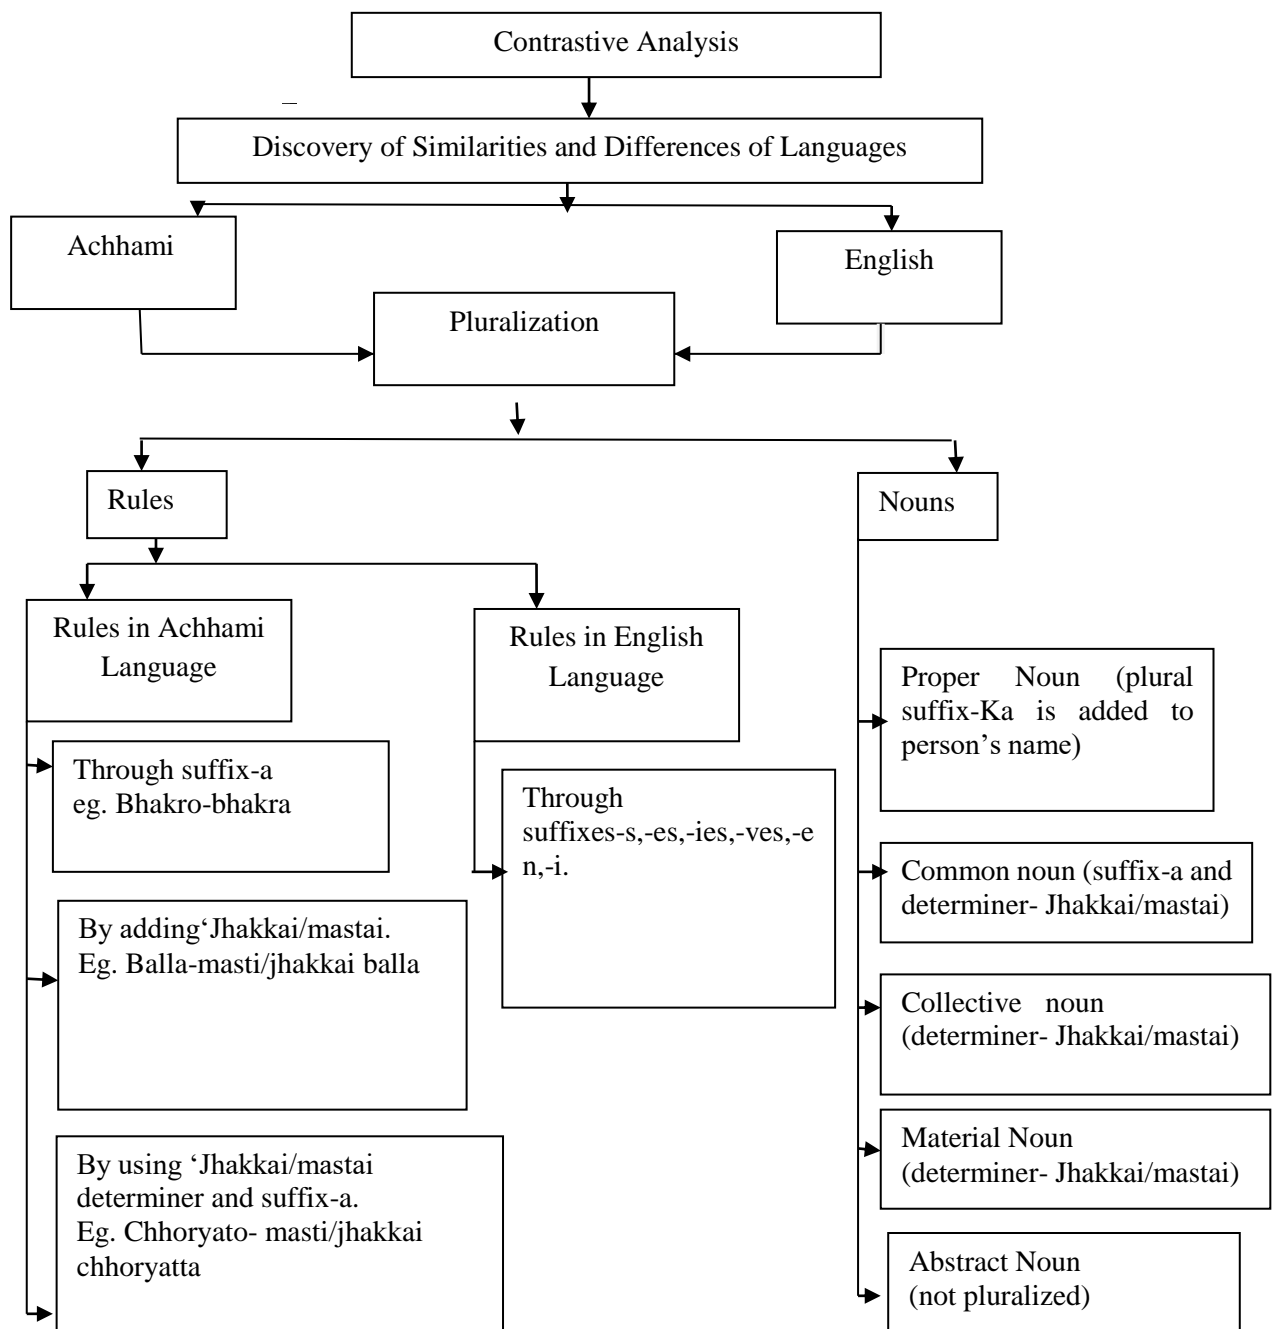 Contrastive Analysis
Discovery of Similarities and Differences of Languages
Achhami
English
Pluralization
Rules
Nouns
Rules in Achhami
Language
Rules in English
Language
Through suffix-a
eg. Bhakro-bhakra
By adding‘Jhakkai/mastai.
Eg. Balla-masti/jhakkai balla
By using ‘Jhakkai/mastai
determiner and suffix-a.
Eg. Chhoryato- masti/jhakkai
chhoryatta
Through
suffixes-s,-es,-ies,-ves,-e
n,-i.
Proper Noun (plural
suffix-Ka is added to
person’s name)
Common noun (suffix-a and
determiner- Jhakkai/mastai)
Collective noun
(determiner- Jhakkai/mastai)
Material Noun
(determiner- Jhakkai/mastai)
Abstract Noun
(not pluralized)